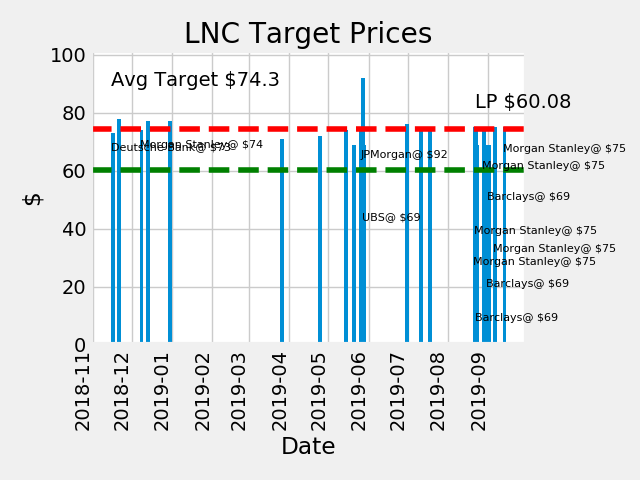 LNC Target Prices
100
80
60
40
20
0
$
Avg Target $74.3
LP $60.08
Deutsche Bank@ $73
Morgan Stanley@ $74
JPMorgan@ $92
UBS@ $69
Morgan Stanley@ $75
Morgan Stanley@ $75
Barclays@ $69
Morgan Stanley@ $75
Morgan Stanley@ $75
Morgan Stanley@ $75
Barclays@ $69
Barclays@ $69
2018-11
2018-12
2019-01
2019-02
2019-03
2019-04
2019-05
2019-06
2019-07
2019-08
2019-09
Date